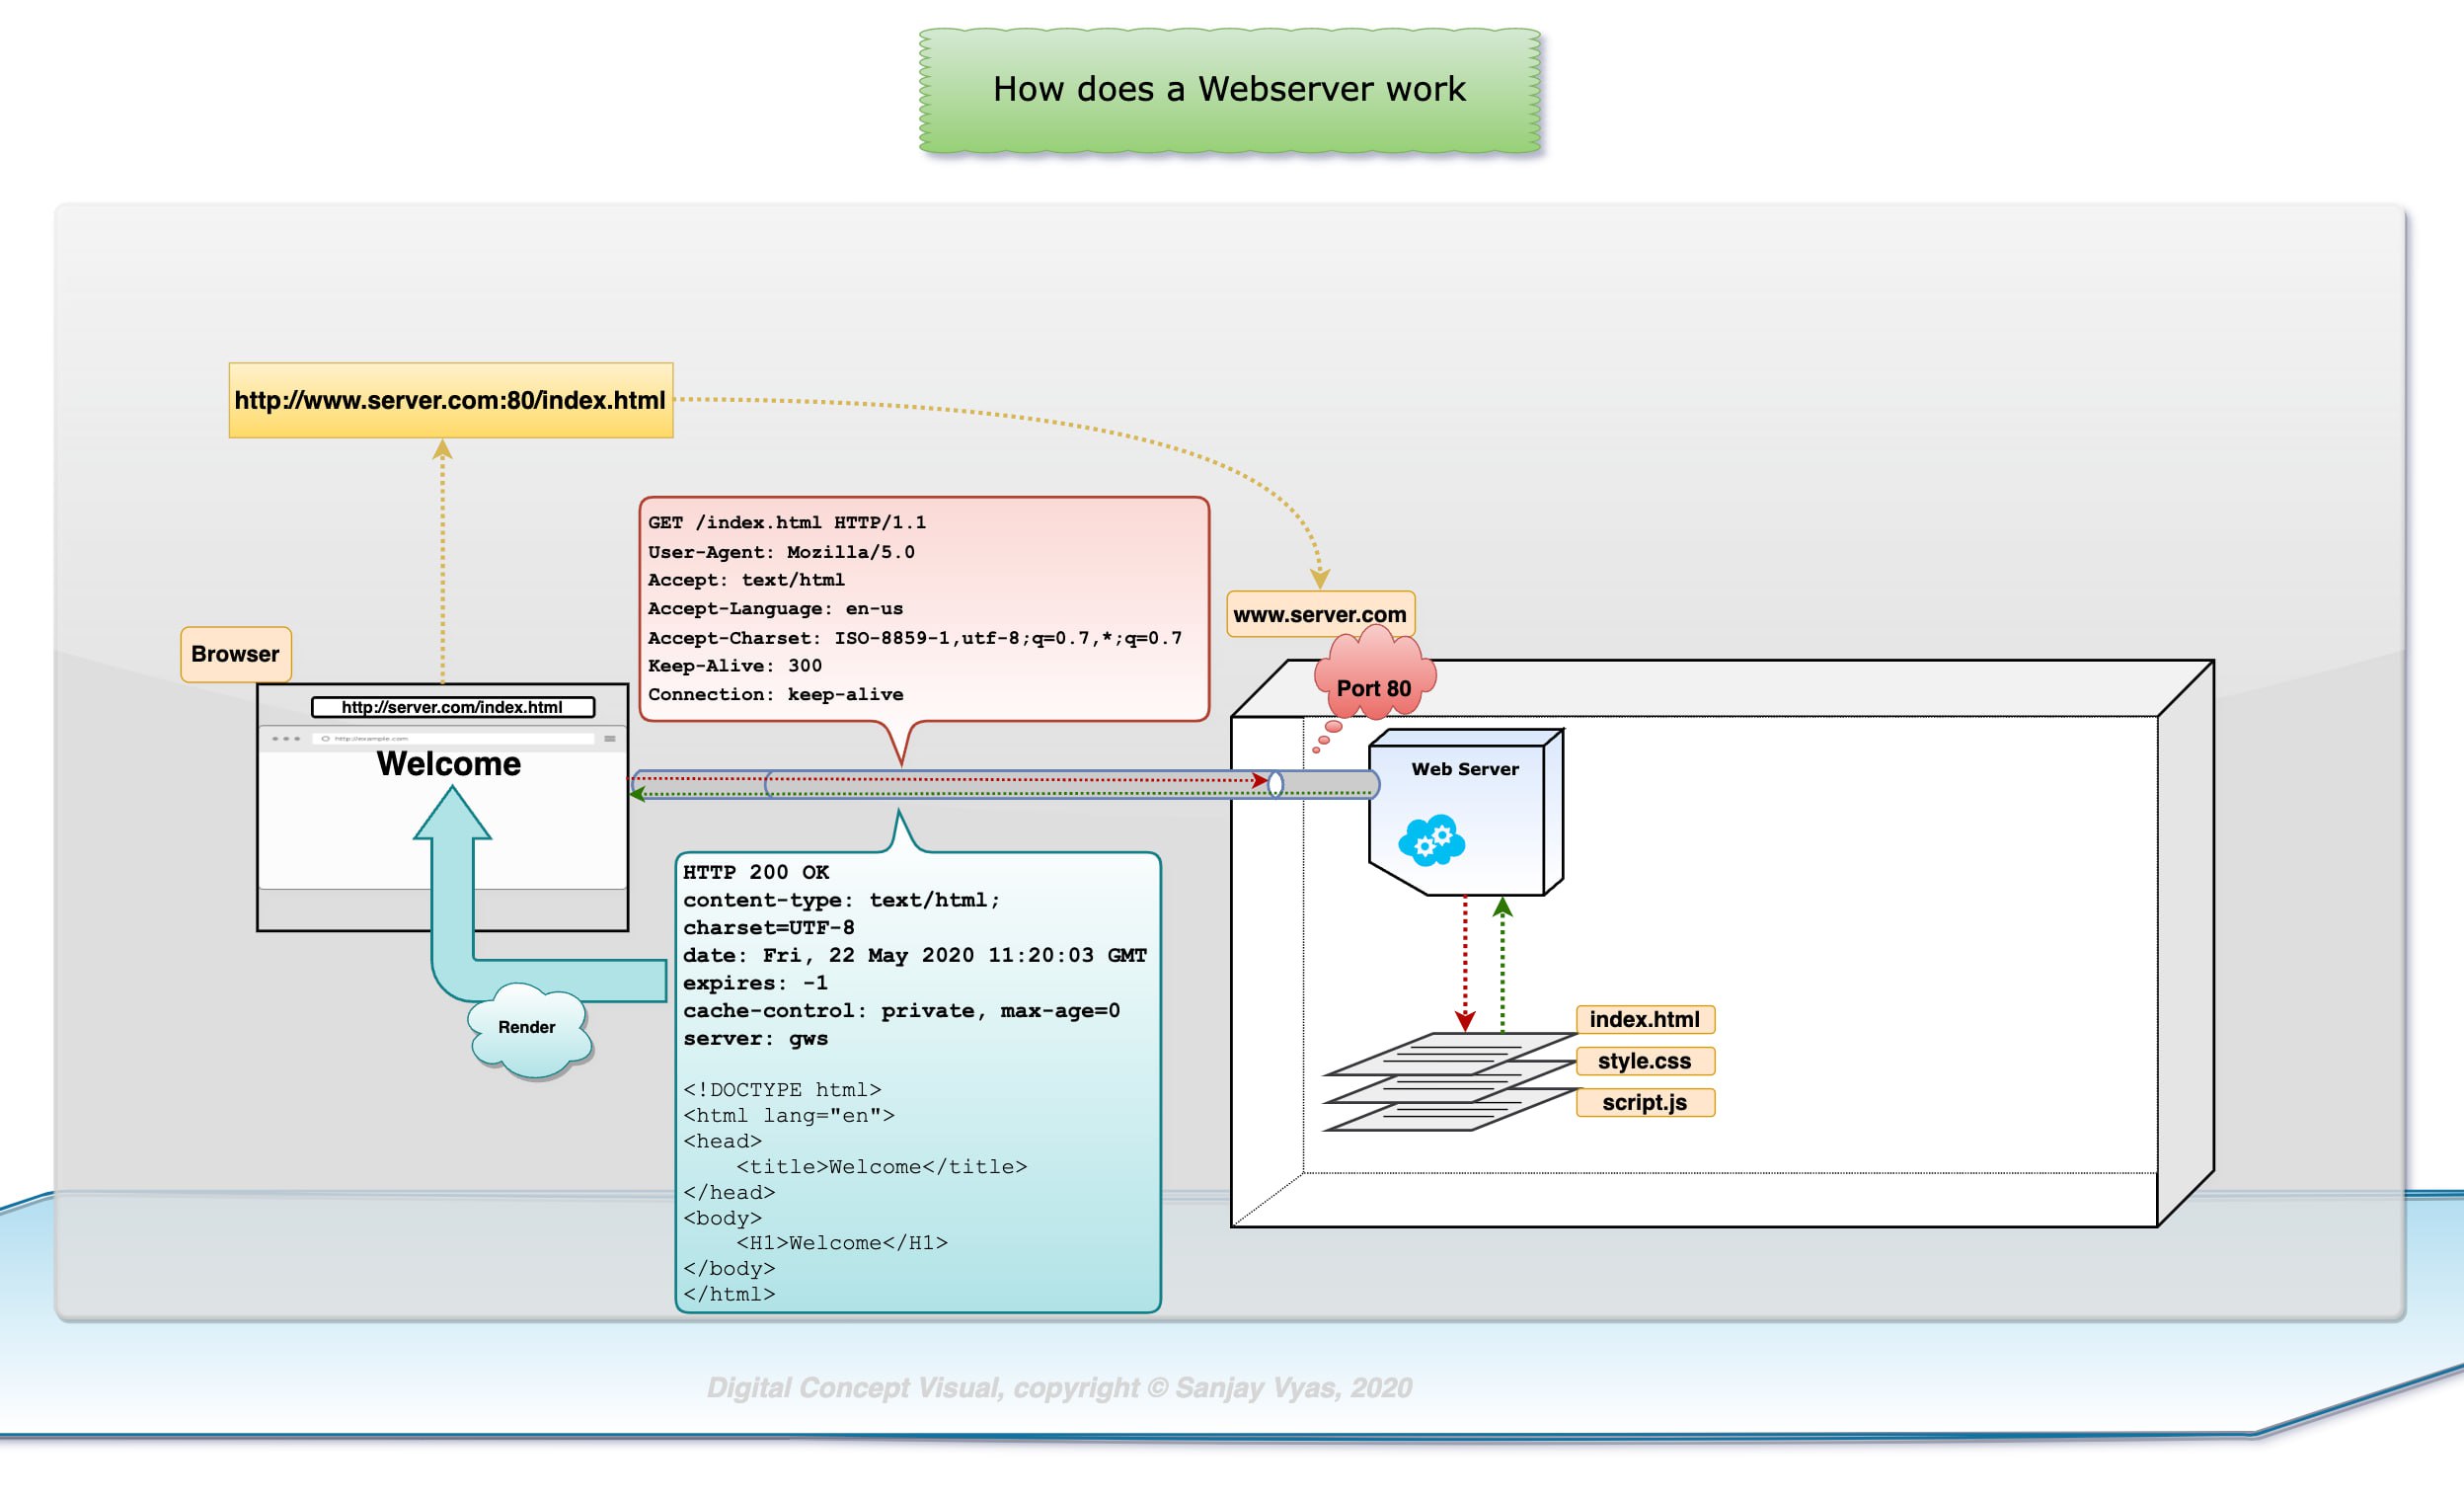 How does a Webserver work
http://www.server.com:80/index.html
GET /index.html HTTP/1.1
User-Agent: Mozilla/5.0
Accept: text/html
Accept-Language: en-us
Accept-Charset: ISO-8859-1,utf-8;q=0.7,*;q=0.7
Keep-Alive: 300
Connection: keep-alive
www.server.com
Port 80
Browser
http://server.com/index.html
http://example.com
Welcome
Web Server
HTTP 200 OK
content-type: text/html;
charset=UTF-8
date: Fri, 22 May 2020 11:20:03 GMT
expires: -1
cache-control: private, max-age=0
server: gws
<!DOCTYPE html>
<html lang="en">
<head>
    <title>Welcome</title>
</head>
<body>
    <H1>Welcome</H1>
</body>
</html>
Render
index.html
style.css
script.js
Digital Concept Visual, copyright © Sanjay Vyas, 2020